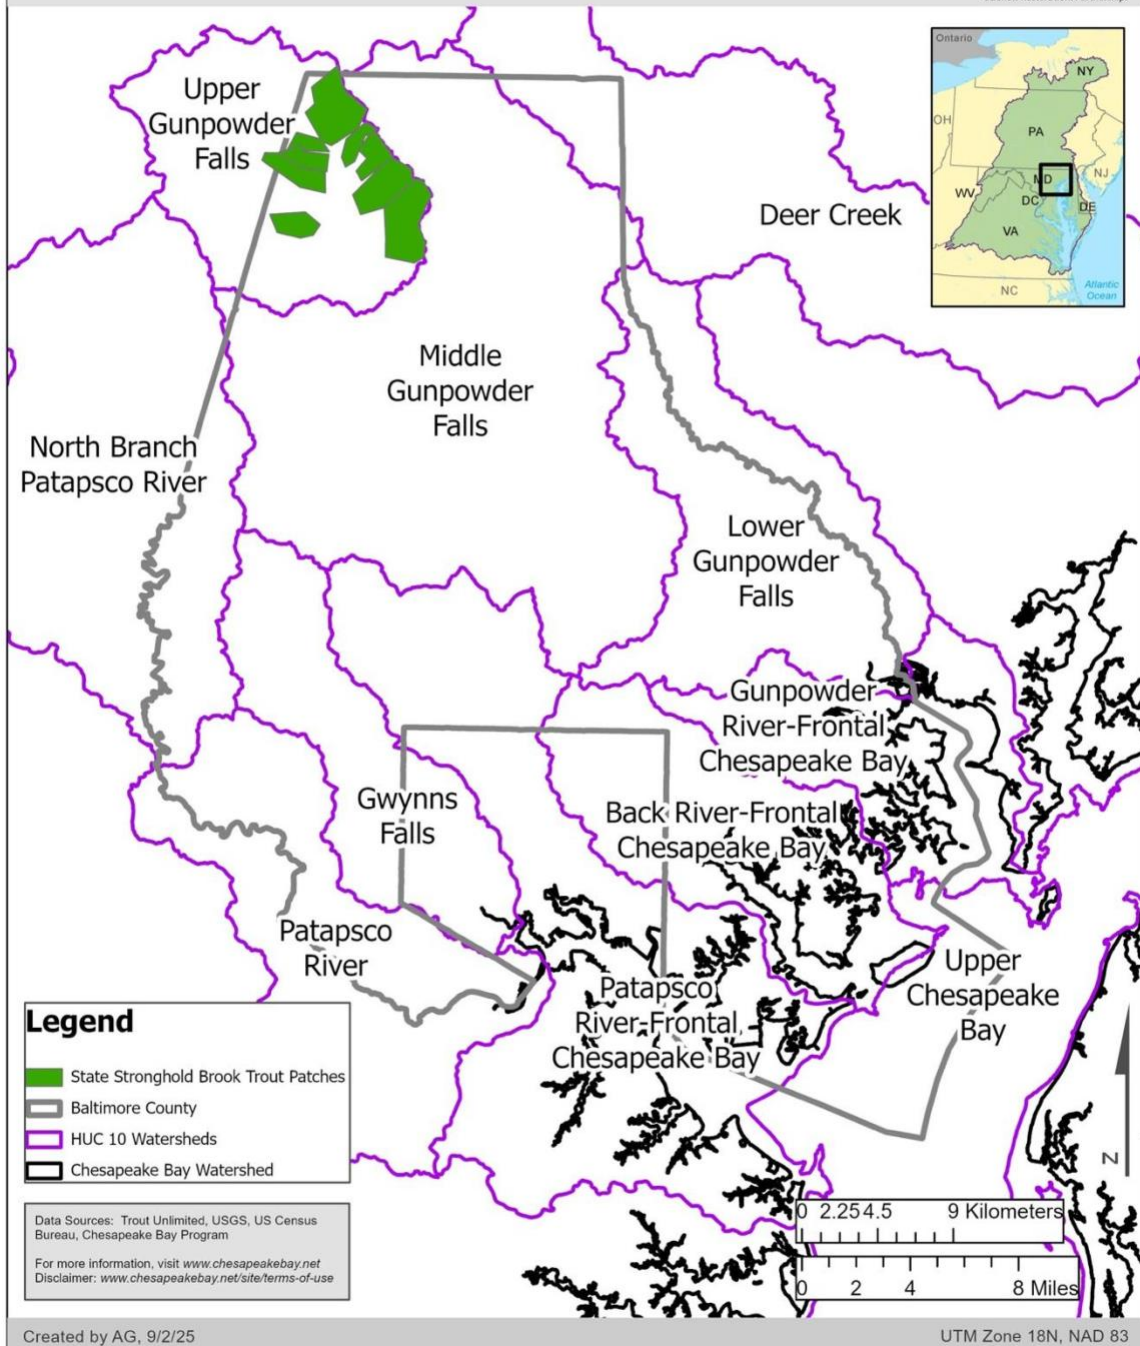 Upper
Gunpowder
Falls
Deer Creek
Middle
Gunpowder
Falls
North Branch
Patapsco River
Lower
Gunpowder
Falls
Gunpowder
River-Frontal
Chesapeake Bay
Back River-Frontal
Chesapeake Bay
Gwynns
Falls
Patapsco
River
Patapsco
River-Frontal
Chesapeake Bay
Upper
Chesapeake
Bay
Ontario
NY
OH
PA
NJ
MD
WV
DC
DE
VA
NC
Atlantic
Ocean
Legend
State Stronghold Brook Trout Patches
Baltimore County
HUC 10 Watersheds
Chesapeake Bay Watershed
Data Sources: Trout Unlimited, USGS, US Census
Bureau, Chesapeake Bay Program
For more information, visit www.chesapeakebay.net
Disclaimer: www.chesapeakebay.net/site/terms-of-use
N
0 2.25 4.5 9 Kilometers
0 2 4 8 Miles
Created by AG, 9/2/25
UTM Zone 18N, NAD 83